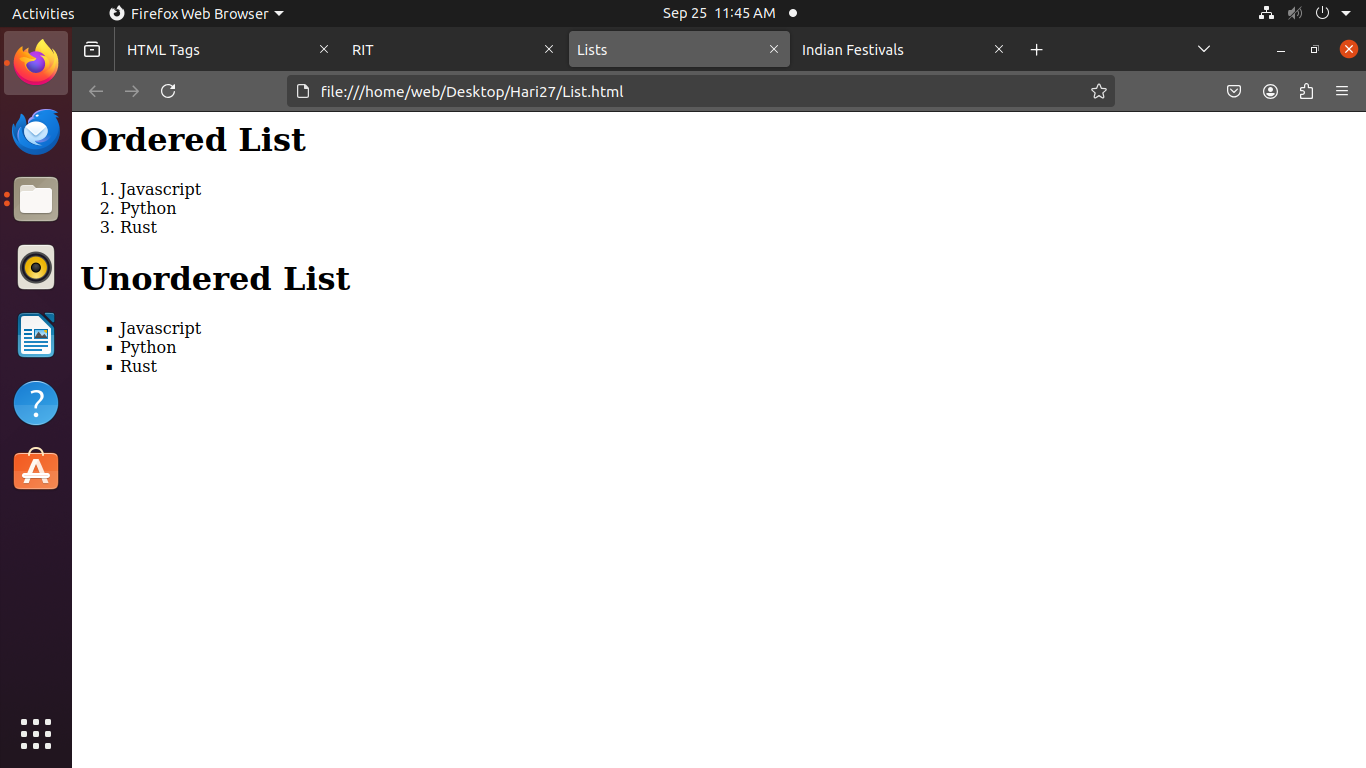 Activities Firefox Web Browser Sep 25 11:45 AM
HTML Tags RIT Lists Indian Festivals
file:///home/web/Desktop/Hari27/List.html
Ordered List
1. Javascript
2. Python
3. Rust
Unordered List
▪ Javascript
▪ Python
▪ Rust